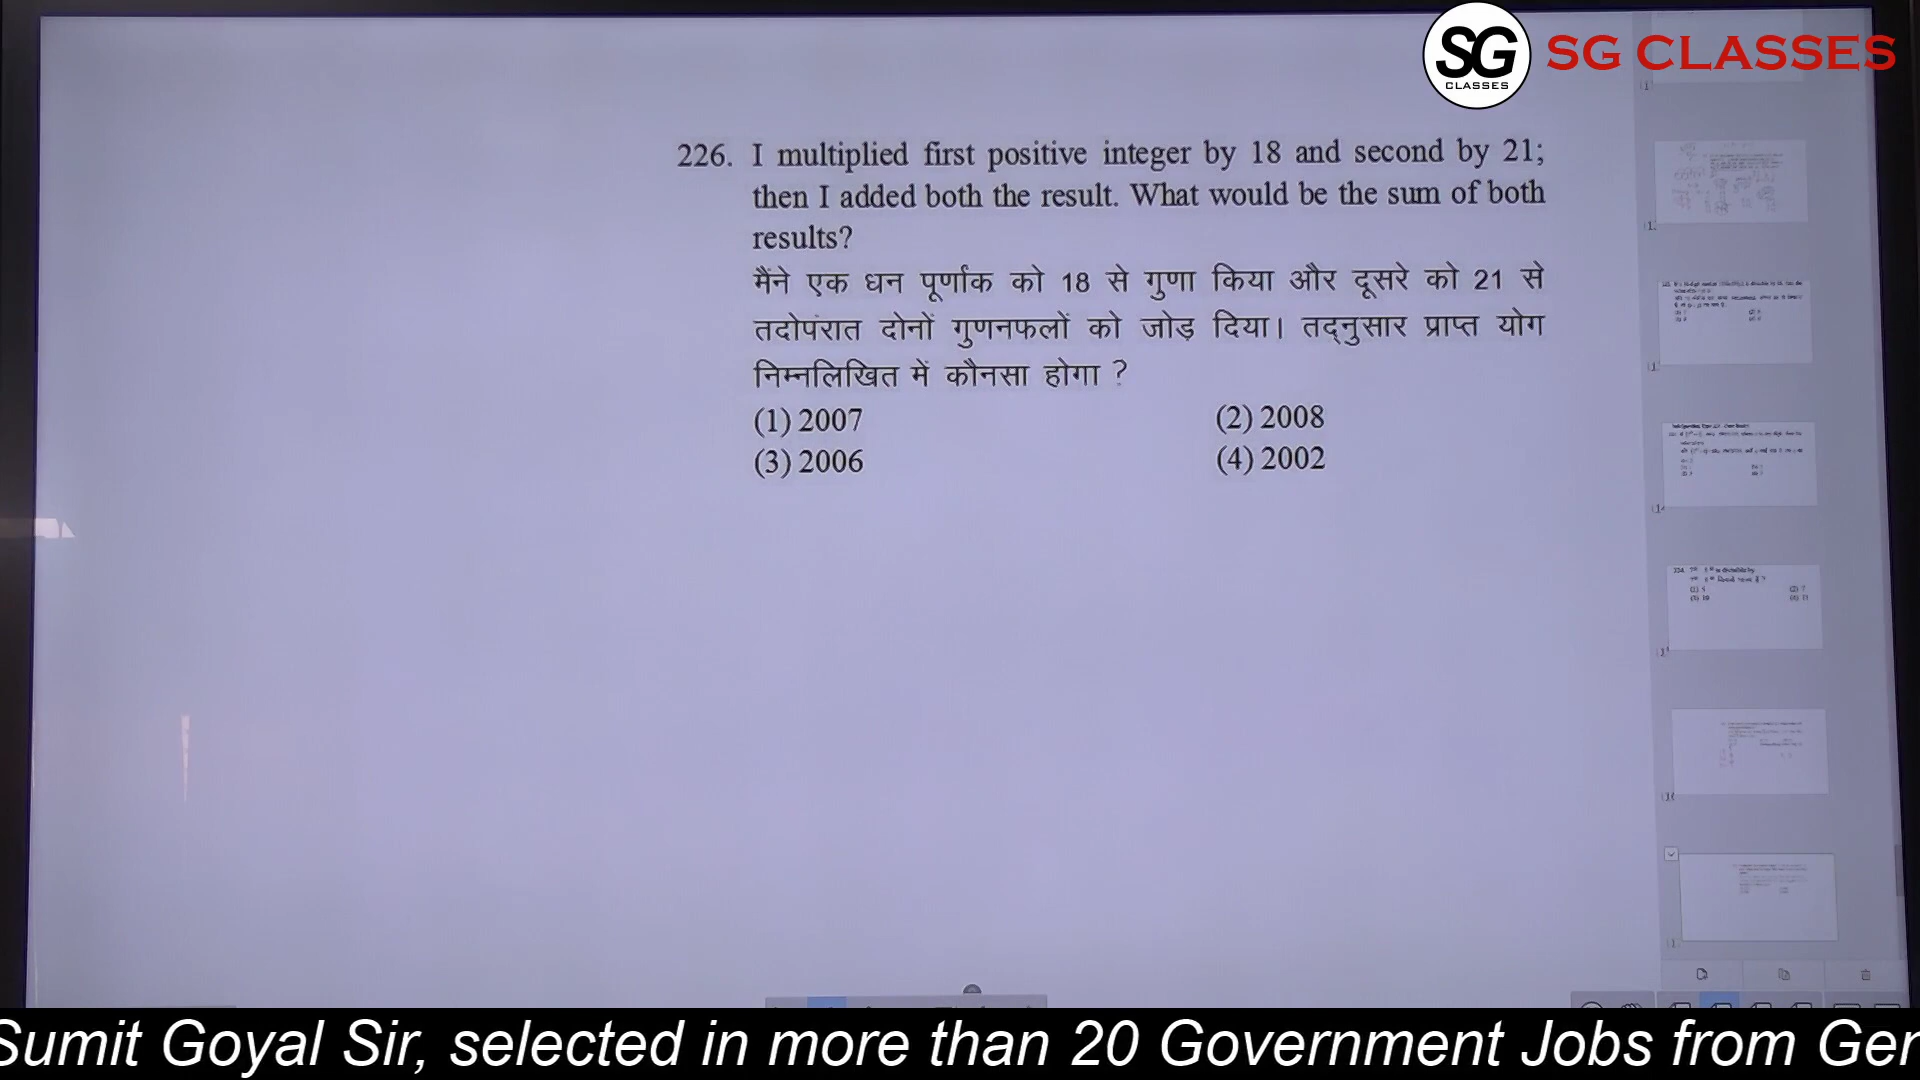 SG
CLASSES
SG CLASSES
226. I multiplied first positive integer by 18 and second by 21;
then I added both the result. What would be the sum of both
results?
मैंने एक धन पूर्णांक को 18 से गुणा किया और दूसरे को 21 से
तदोपंरात दोनों गुणनफलों को जोड़ दिया। तद्नुसार प्राप्त योग
निम्नलिखित में कौनसा होगा ?
(1) 2007 (2) 2008
(3) 2006 (4) 2002
Sumit Goyal Sir, selected in more than 20 Government Jobs from